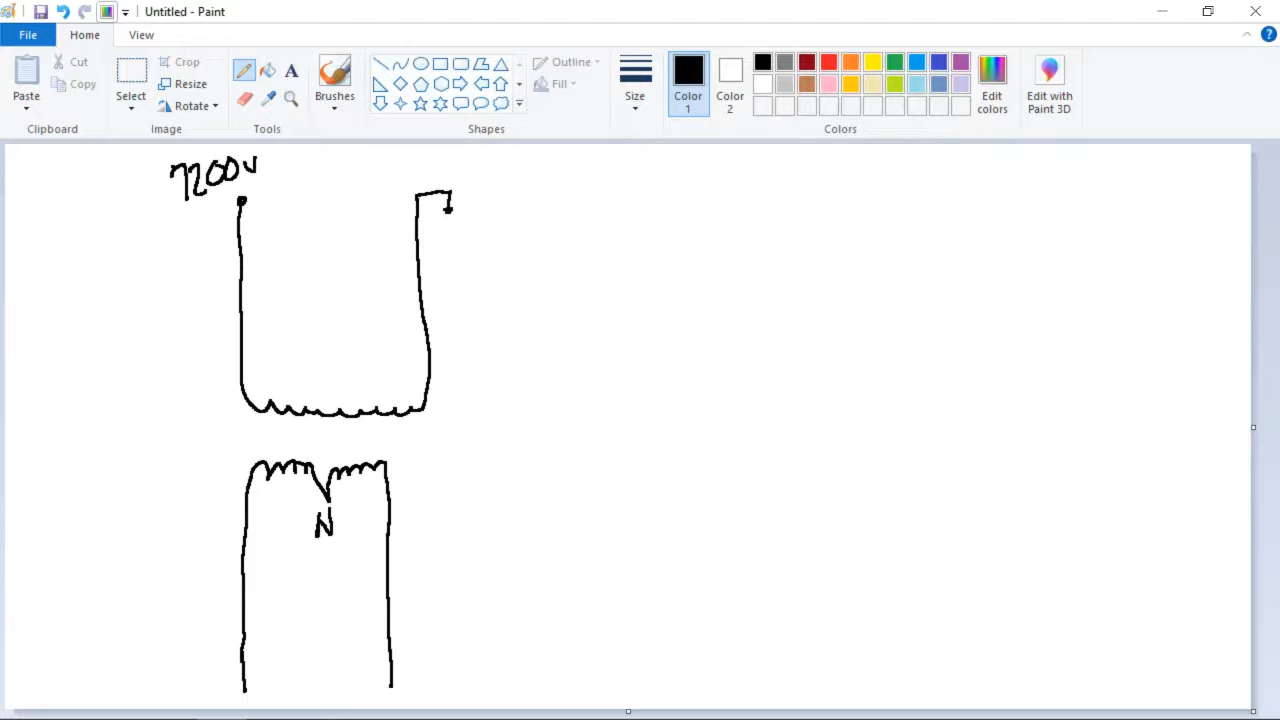 Untitled - Paint
File
Home
View
Paste
Cut
Copy
Clipboard
Select
Crop
Resize
Rotate
Image
A
Tools
Brushes
Shapes
Outline
Fill
Size
Color 1
Color 2
Edit colors
Colors
Edit with Paint 3D
?
7200v
N